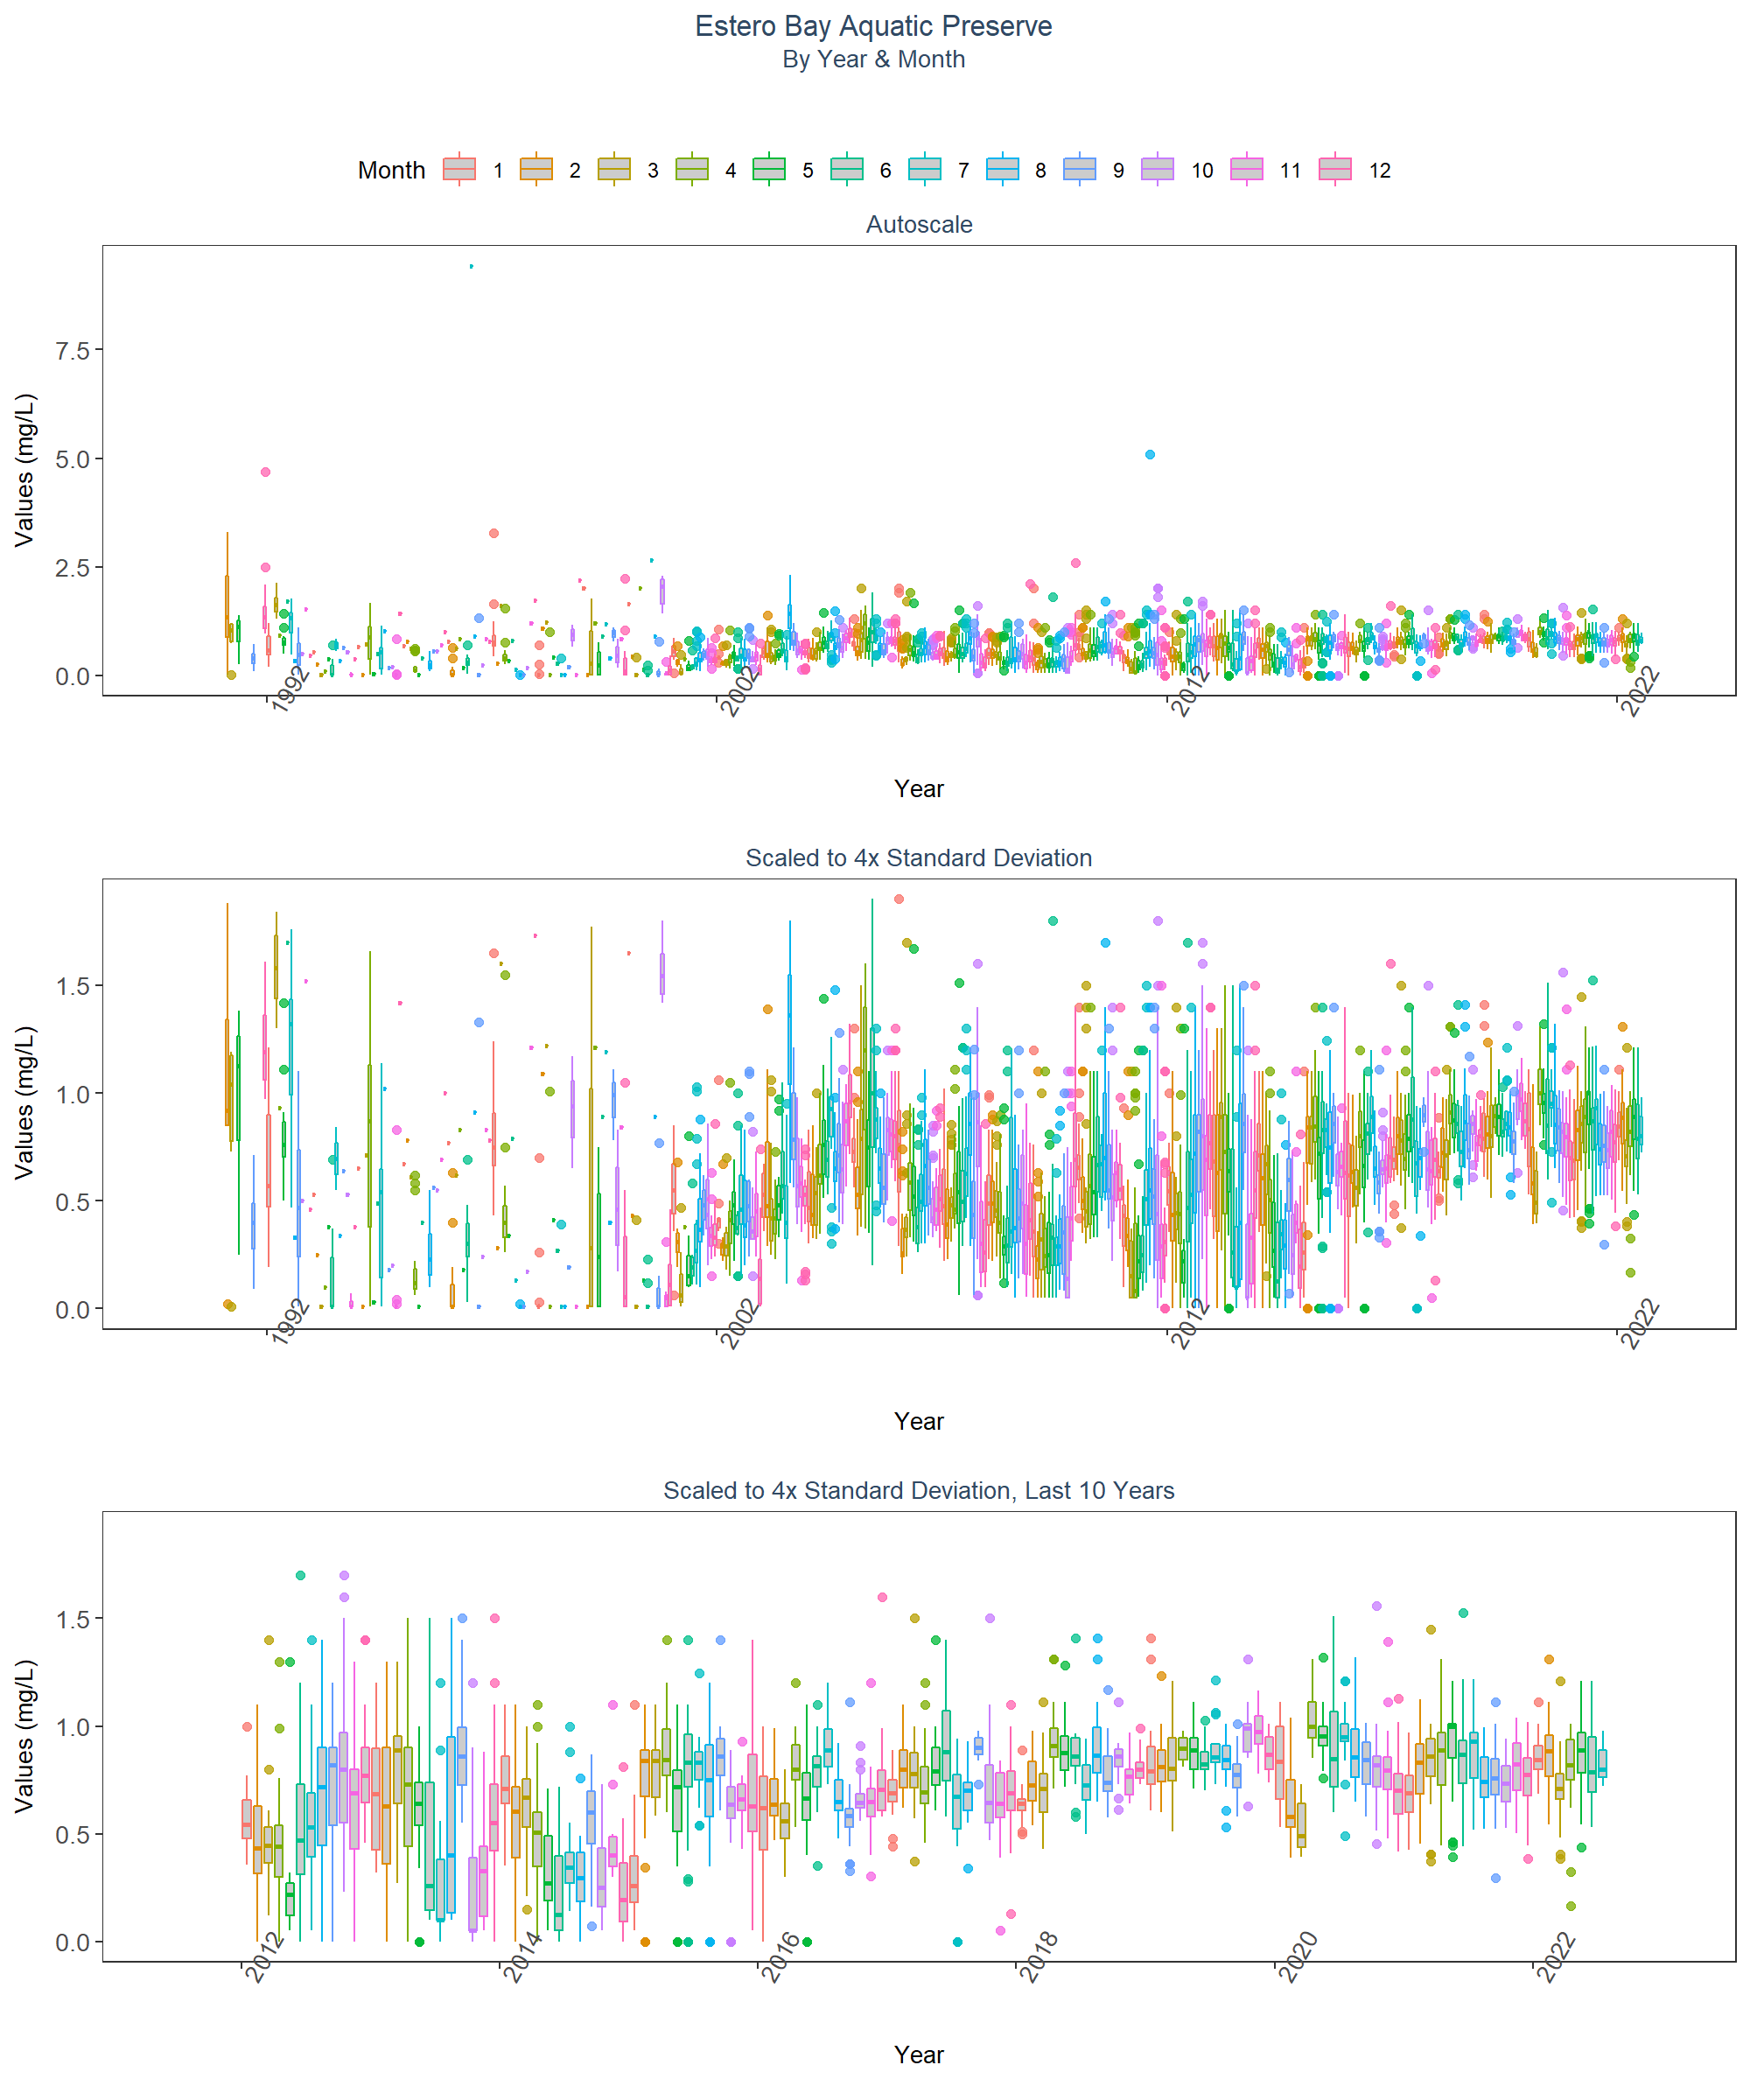 Estero Bay Aquatic Preserve
By Year & Month
Month 1 2 3 4 5 6 7 8 9 10 11 12
Autoscale
Values (mg/L)
7.5
5.0
2.5
0.0
1992 2002 2012 2022
Year
Scaled to 4x Standard Deviation
Values (mg/L)
1.5
1.0
0.5
0.0
1992 2002 2012 2022
Year
Scaled to 4x Standard Deviation, Last 10 Years
Values (mg/L)
1.5
1.0
0.5
0.0
2012 2014 2016 2018 2020 2022
Year